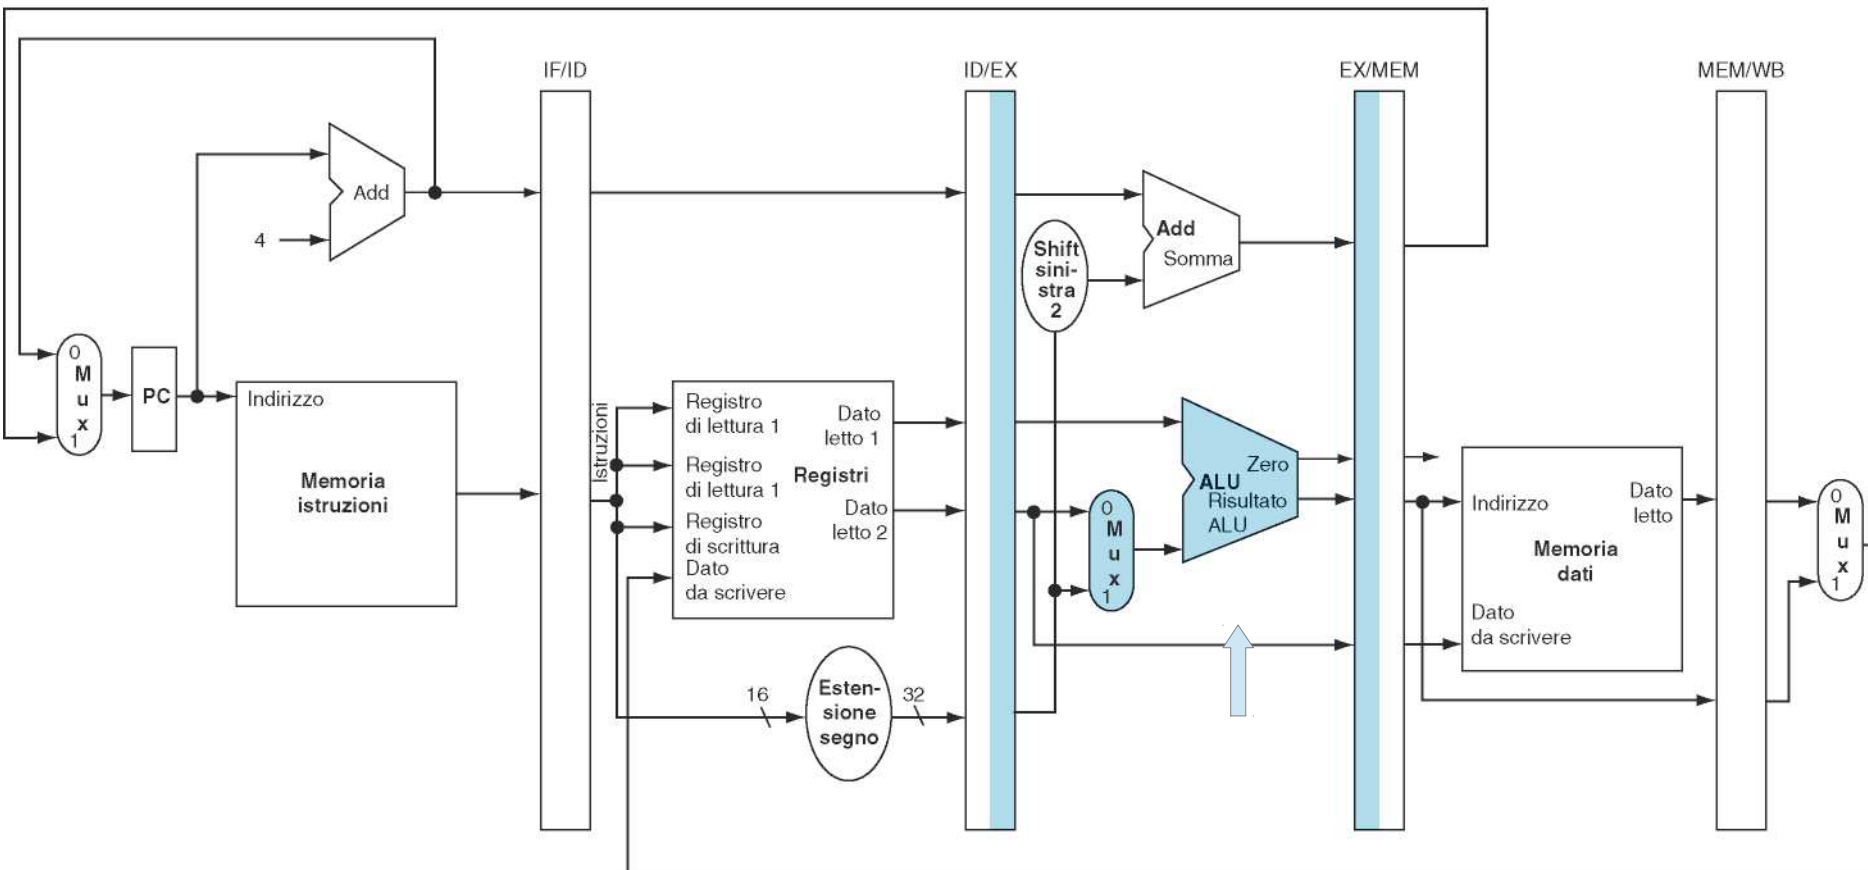 IF/ID
ID/EX
EX/MEM
MEM/WB
Add
4
Add
Somma
Shift
sini-
stra
2
0
M
u
x
1
PC
Indirizzo
Memoria
istruzioni
Istruzioni
Registro
di lettura 1
Registro
di lettura 1
Registro
di scrittura
Dato
da scrivere
Registri
Dato
letto 1
Dato
letto 2
16
Esten-
sione
segno
32
0
M
u
x
1
Zero
ALU
Risultato
ALU
Indirizzo
Dato
letto
Memoria
dati
Dato
da scrivere
0
M
u
x
1